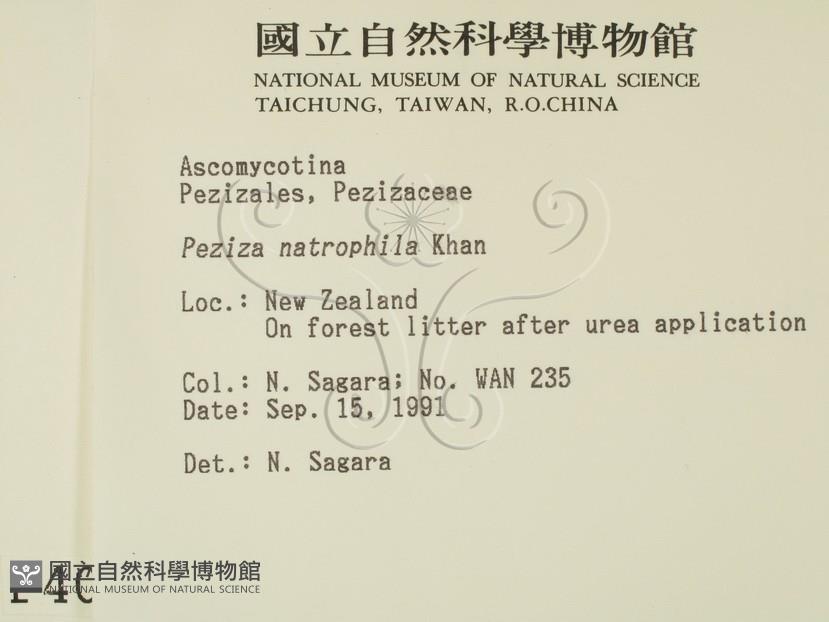 國立自然科學博物館
NATIONAL MUSEUM OF NATURAL SCIENCE
TAICHUNG, TAIWAN, R.O.CHINA
Ascomycotina
Pezizales, Pezizaceae
Peziza natrophila Khan
Loc.: New Zealand
On forest litter after urea application
Col.: N. Sagara; No. WAN 235
Date: Sep. 15, 1991
Det.: N. Sagara
國立自然科學博物館
NATIONAL MUSEUM OF NATURAL SCIENCE